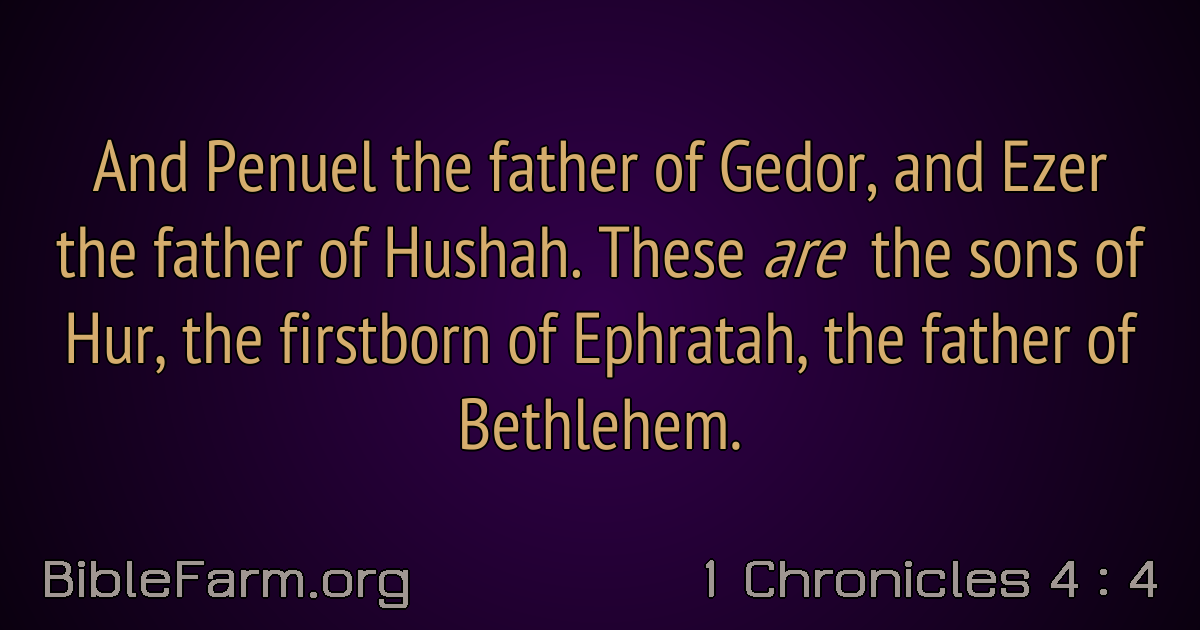 And Penuel the father of Gedor, and Ezer
the father of Hushah. These are the sons of
Hur, the firstborn of Ephratah, the father of
Bethlehem.
BibleFarm.org
1 Chronicles 4 : 4